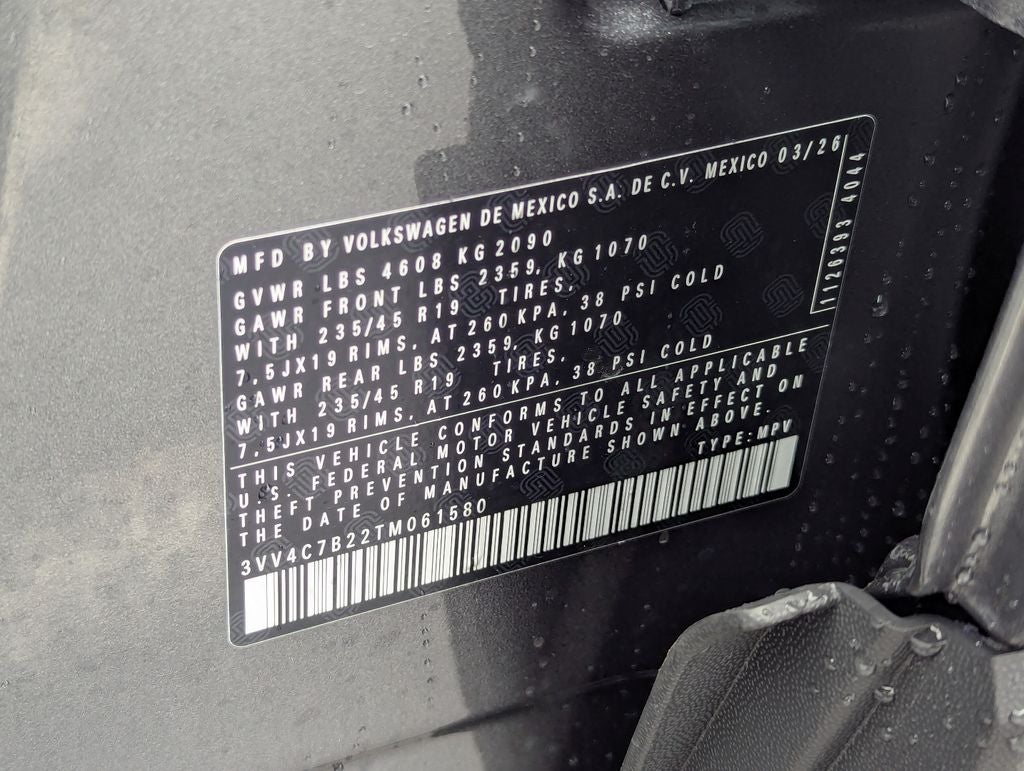 MFD BY VOLKSWAGEN DE MEXICO S.A. DE C.V. MEXICO 03/26
GVWR LBS 4608 KG 2090
GAWR FRONT LBS 2359, KG 1070
WITH 235/45 R19 TIRES,
7,5JX19 RIMS, AT 260KPA, 38 PSI COLD
GAWR REAR LBS 2359, KG 1070
WITH 235/45 R19 TIRES,
7,5JX19 RIMS, AT 260KPA, 38 PSI COLD
THIS VEHICLE CONFORMS TO ALL APPLICABLE
U.S. FEDERAL MOTOR VEHICLE SAFETY AND
THEFT PREVENTION STANDARDS IN EFFECT ON
THE DATE OF MANUFACTURE SHOWN ABOVE.
TYPE:MPV
3VV4C7B22TM061580
1126393 4044